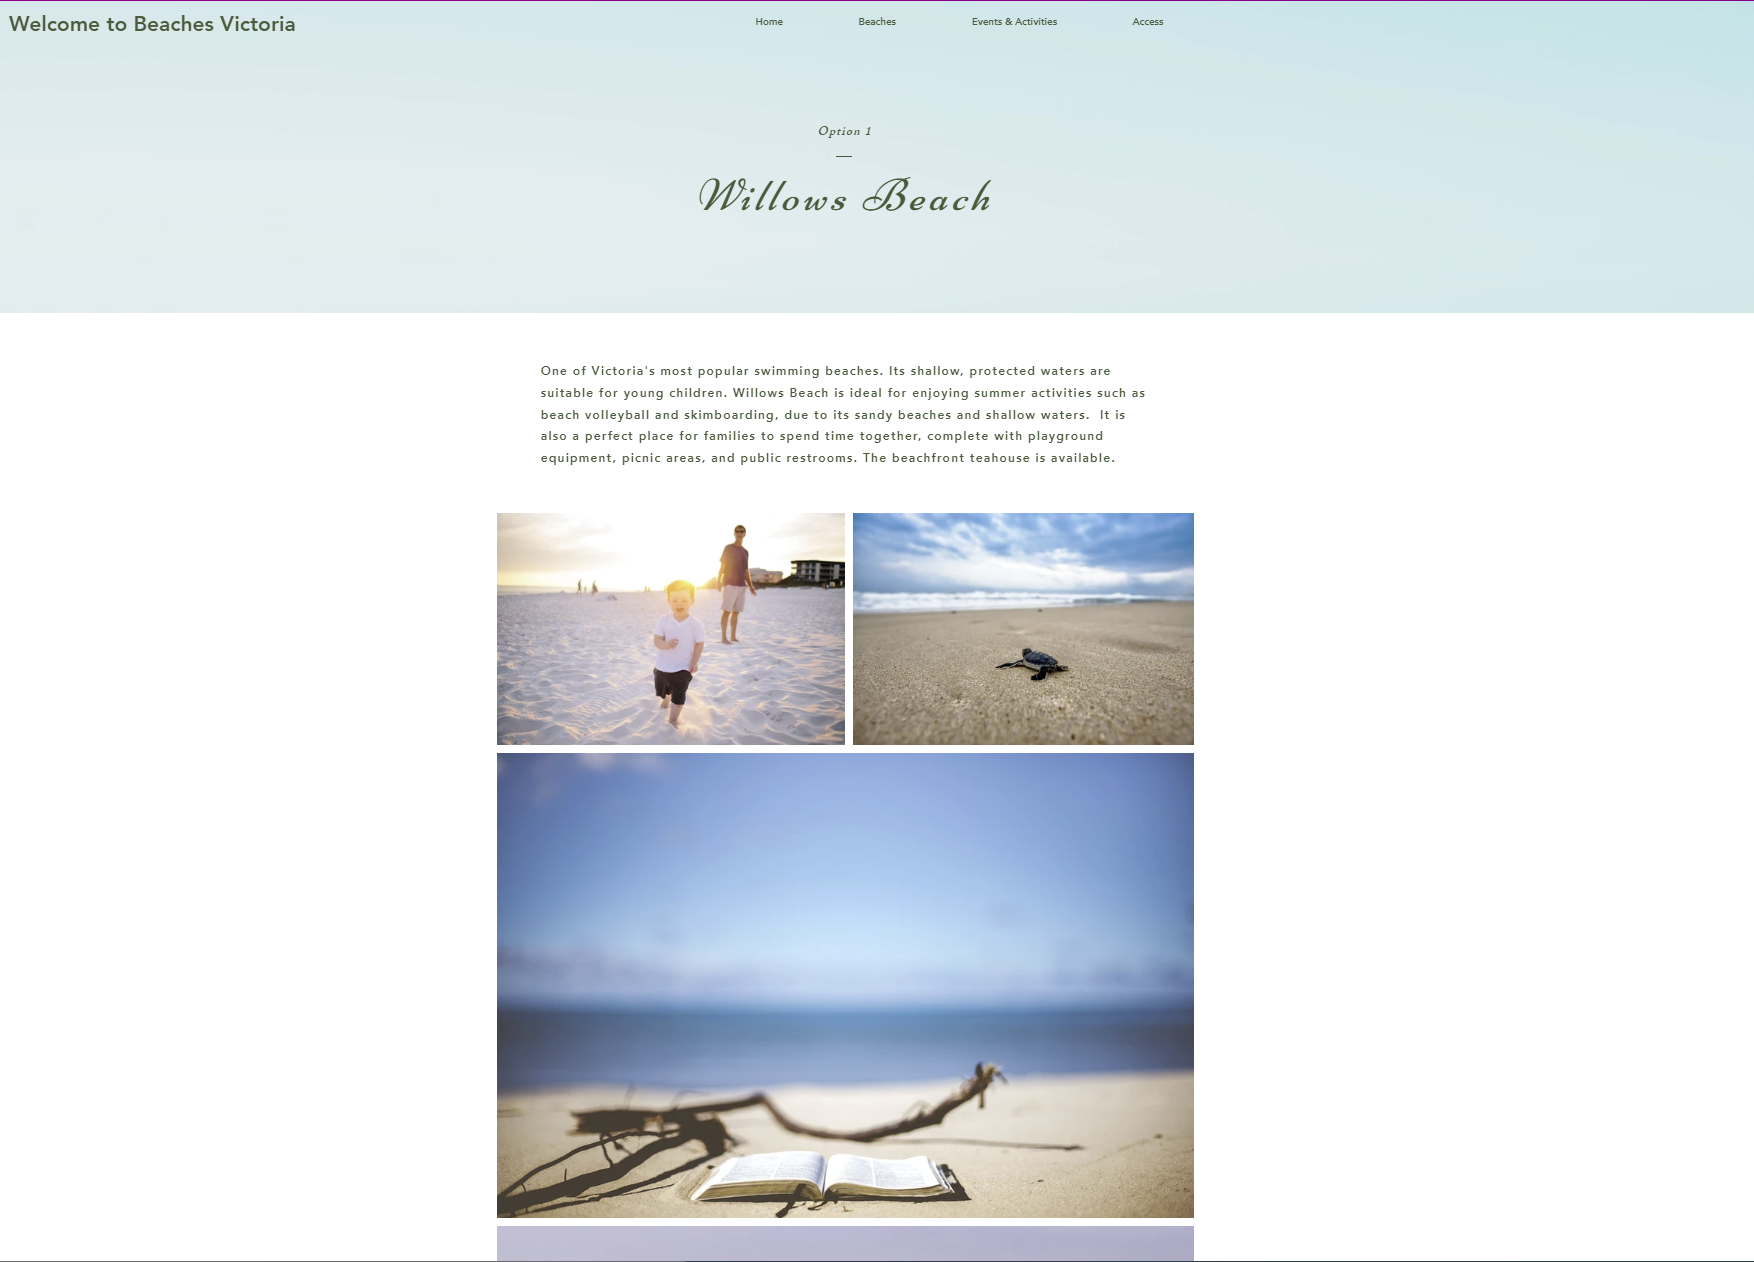 Welcome to Beaches Victoria
Home Beaches Events & Activities Access
Option 1
Willows Beach
One of Victoria's most popular swimming beaches. Its shallow, protected waters are
suitable for young children. Willows Beach is ideal for enjoying summer activities such as
beach volleyball and skimboarding, due to its sandy beaches and shallow waters.  It is
also a perfect place for families to spend time together, complete with playground
equipment, picnic areas, and public restrooms. The beachfront teahouse is available.